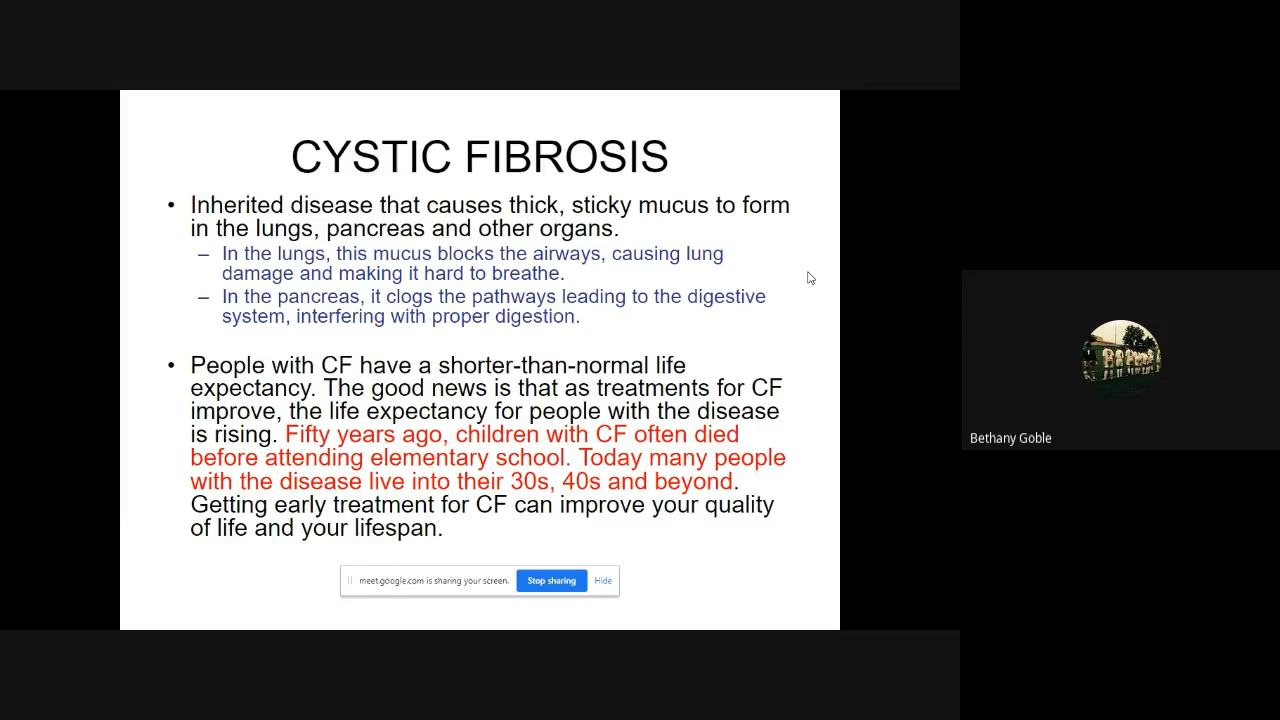 CYSTIC FIBROSIS
• Inherited disease that causes thick, sticky mucus to form
in the lungs, pancreas and other organs.
– In the lungs, this mucus blocks the airways, causing lung
damage and making it hard to breathe.
– In the pancreas, it clogs the pathways leading to the digestive
system, interfering with proper digestion.
• People with CF have a shorter-than-normal life
expectancy. The good news is that as treatments for CF
improve, the life expectancy for people with the disease
is rising. Fifty years ago, children with CF often died
before attending elementary school. Today many people
with the disease live into their 30s, 40s and beyond.
Getting early treatment for CF can improve your quality
of life and your lifespan.
meet.google.com is sharing your screen. Stop sharing Hide
Bethany Goble